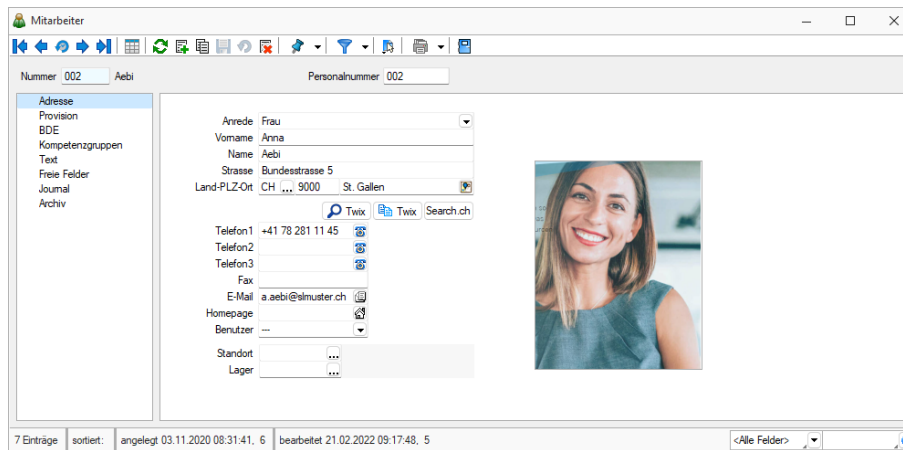 Mitarbeiter
Nummer 002 Aebi Personalnummer 002
Adresse
Provision
BDE
Kompetenzgruppen
Text
Freie Felder
Journal
Archiv
Anrede Frau
Vorname Anna
Name Aebi
Strasse Bundesstrasse 5
Land-PLZ-Ort CH ... 9000 St. Gallen
Twix Twix Search.ch
Telefon1 +41 78 281 11 45
Telefon2
Telefon3
Fax
E-Mail a.aebi@slmuster.ch
Homepage
Benutzer ---
Standort ...
Lager ...
7 Einträge sortiert: angelegt 03.11.2020 08:31:41, 6 bearbeitet 21.02.2022 09:17:48, 5 <Alle Felder>